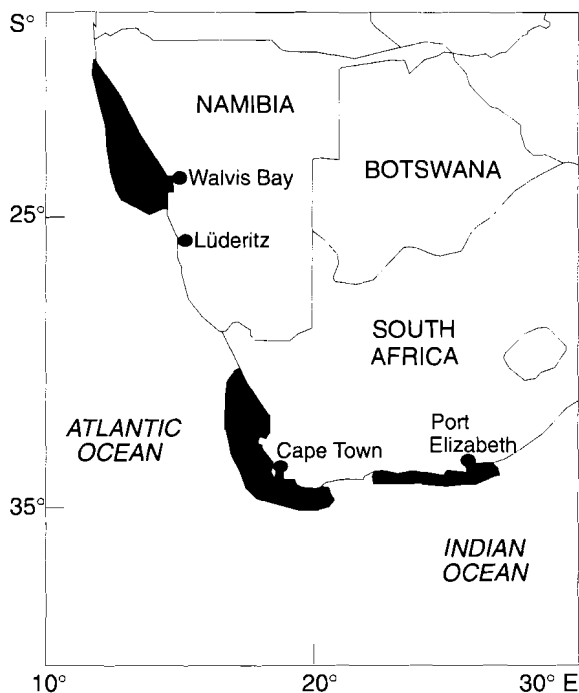 S°
NAMIBIA
BOTSWANA
Walvis Bay
25°
Lüderitz
SOUTH
AFRICA
ATLANTIC
OCEAN
Port
Elizabeth
Cape Town
35°
INDIAN
OCEAN
10°
20°
30° E